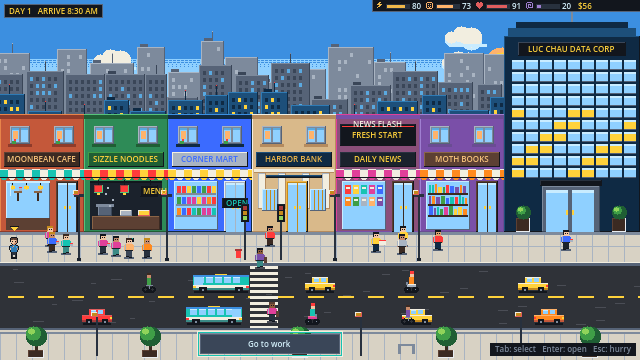 DAY 1 ARRIVE 8:30 AM
80 73 91 20 $56
LUC CHAU DATA CORP
NEWS FLASH
FRESH START
MOONBEAN CAFE
SIZZLE NOODLES
CORNER MART
HARBOR BANK
DAILY NEWS
MOTH BOOKS
MENU
OPEN
Go to work
Tab: select Enter: open Esc: hurry